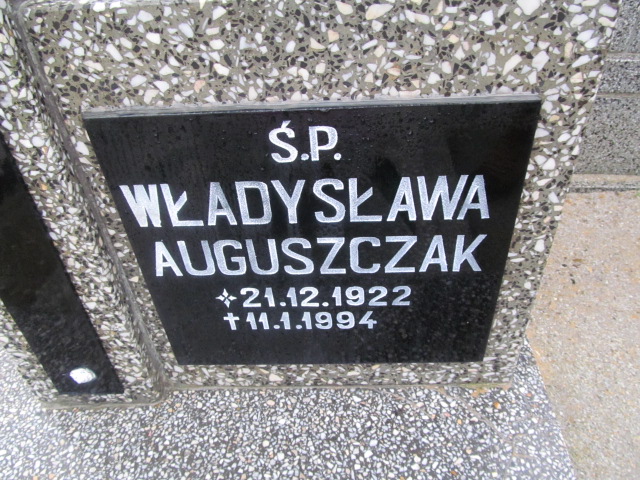 Ś.P.
WŁADYSŁAWA
AUGUSZCZAK
✧21.12.1922
✝11.1.1994